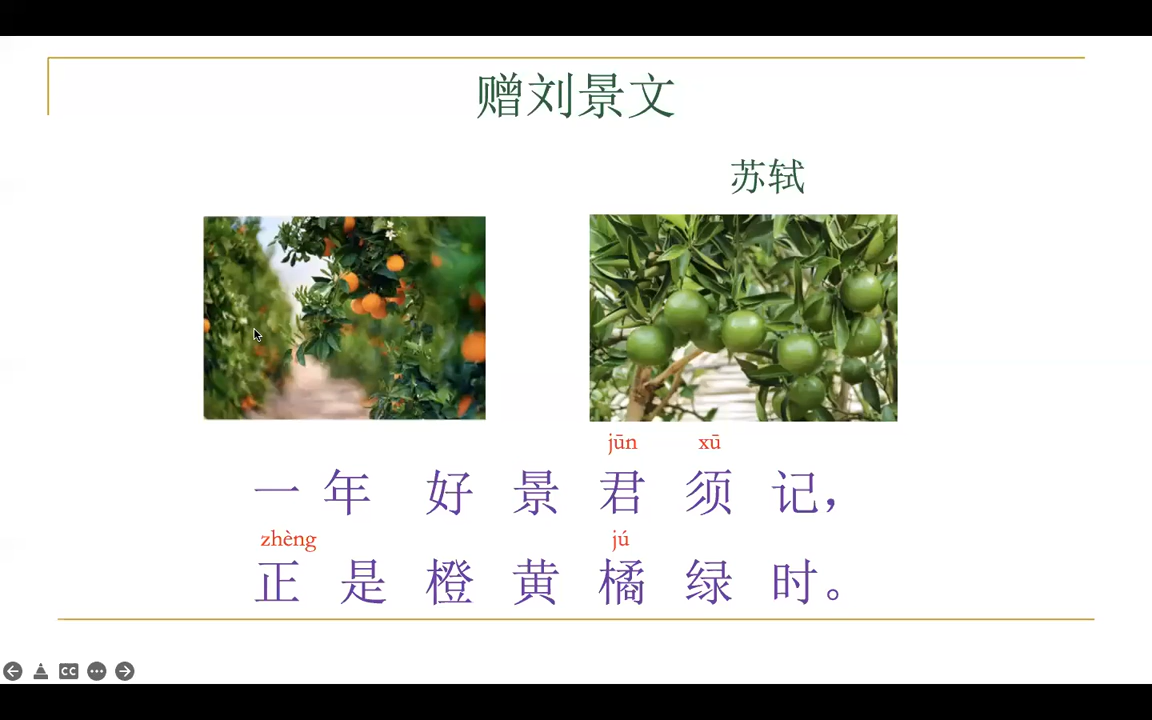 赠刘景文
苏轼
jūn xū
一年好景君须记，
zhèng jú
正是橙黄橘绿时。
CC